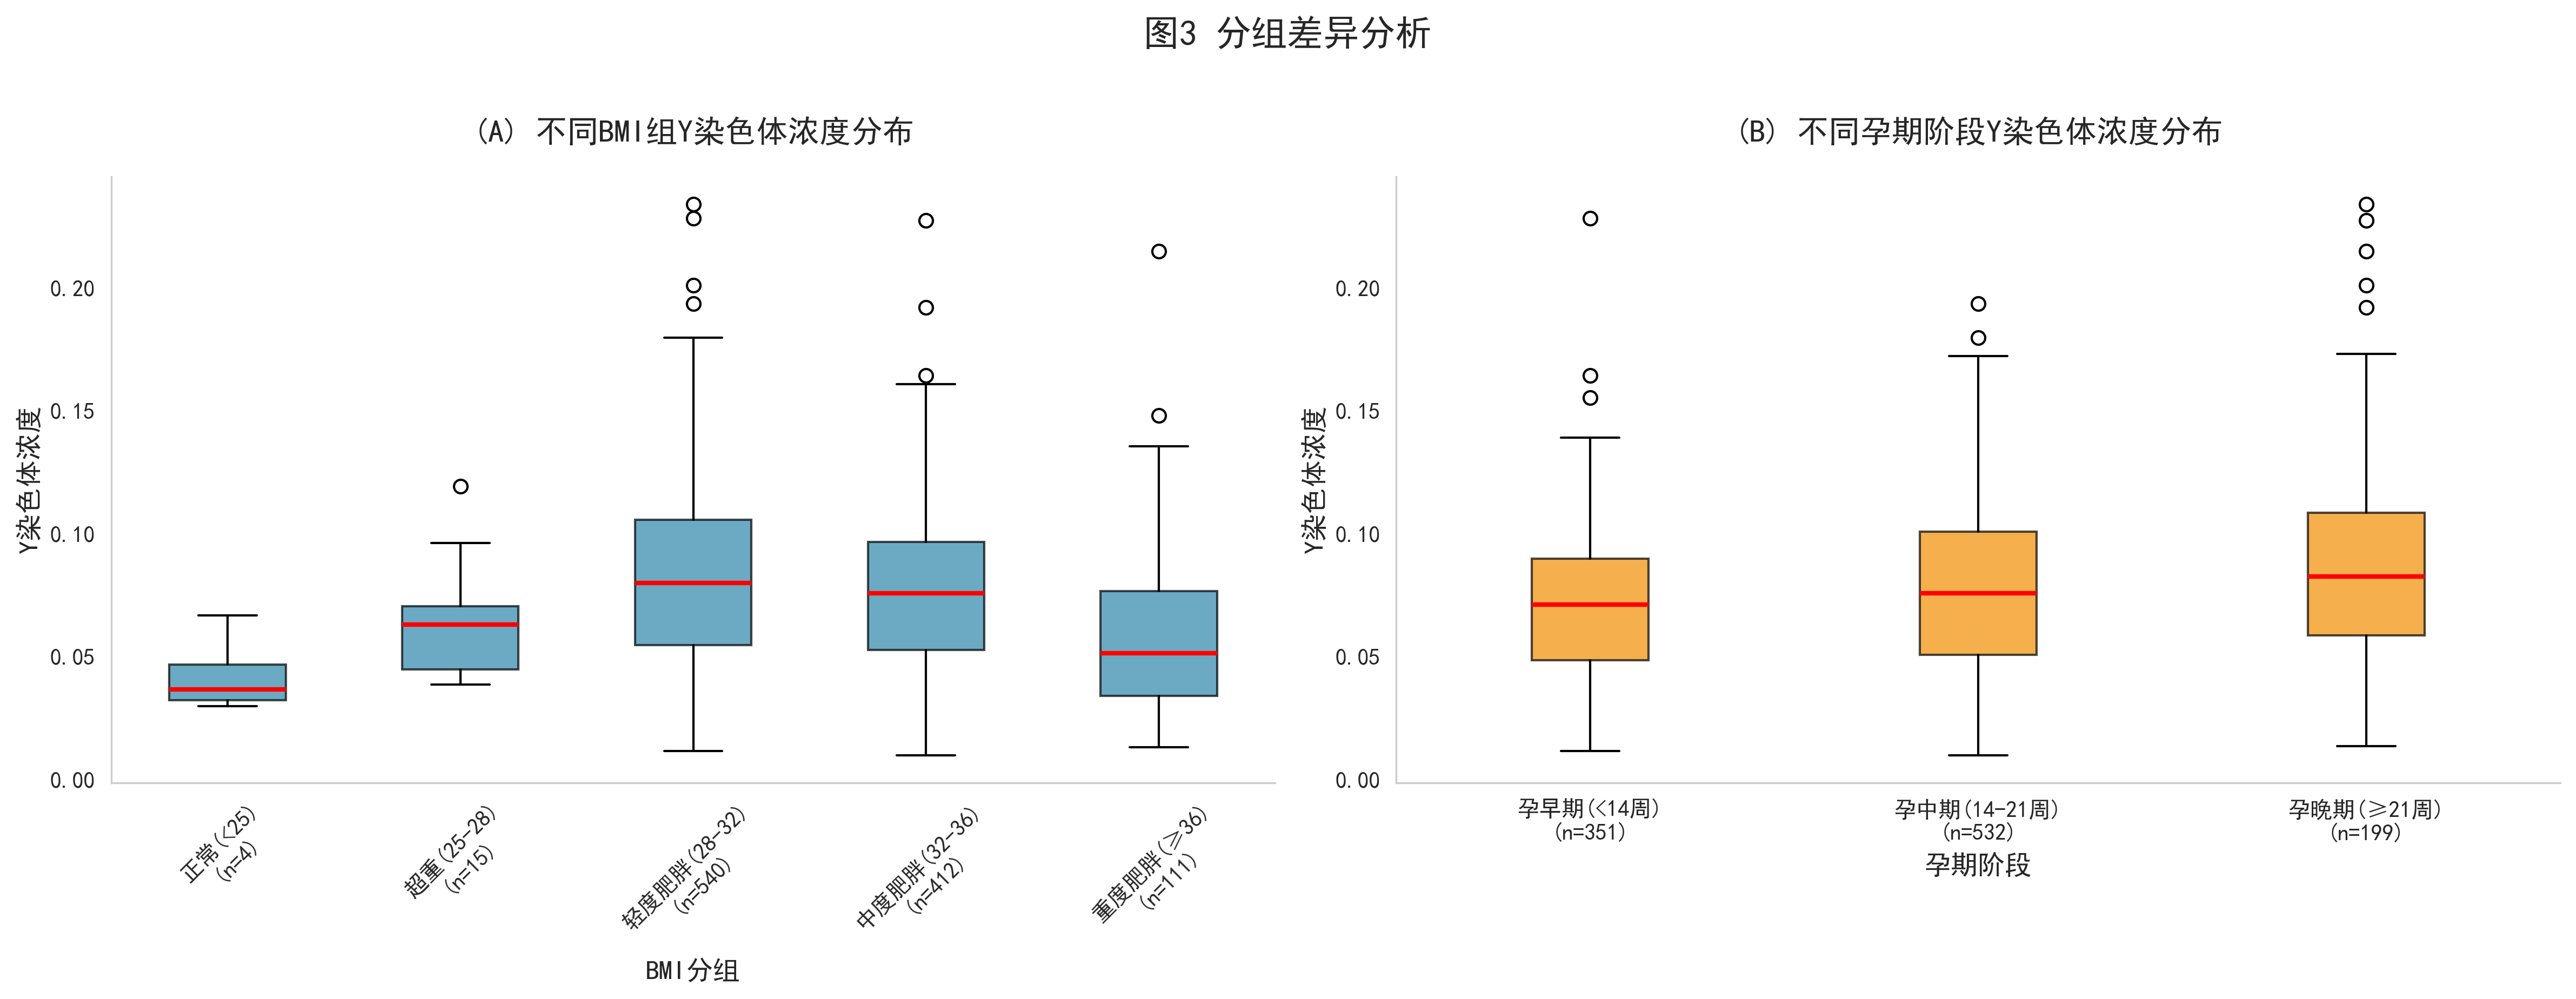 图3 分组差异分析
(A) 不同BMI组Y染色体浓度分布
Y染色体浓度
0.20
0.15
0.10
0.05
0.00
正常(<25)
(n=4)
超重(25-28)
(n=15)
轻度肥胖(28-32)
(n=540)
中度肥胖(32-36)
(n=412)
重度肥胖(≥36)
(n=111)
BMI分组
(B) 不同孕期阶段Y染色体浓度分布
Y染色体浓度
0.20
0.15
0.10
0.05
0.00
孕早期(<14周)
(n=351)
孕中期(14-21周)
(n=532)
孕晚期(≥21周)
(n=199)
孕期阶段